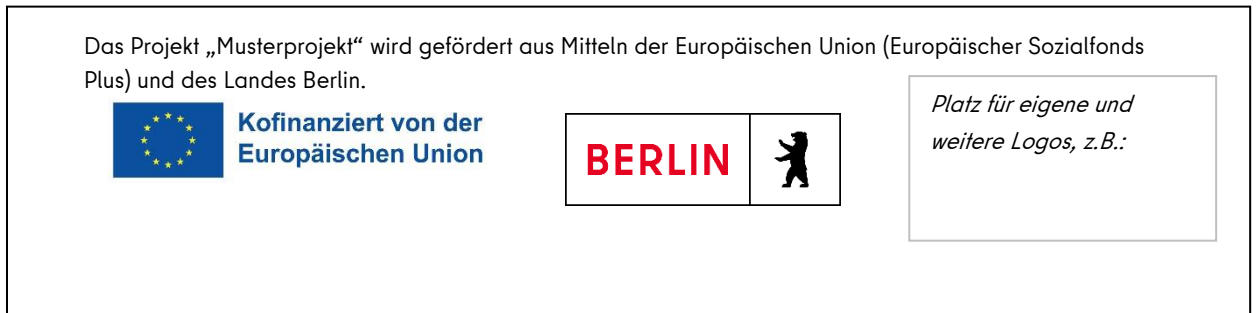 Das Projekt „Musterprojekt“ wird gefördert aus Mitteln der Europäischen Union (Europäischer Sozialfonds
Plus) und des Landes Berlin.
Kofinanziert von der
Europäischen Union
BERLIN
Platz für eigene und
weitere Logos, z.B.: